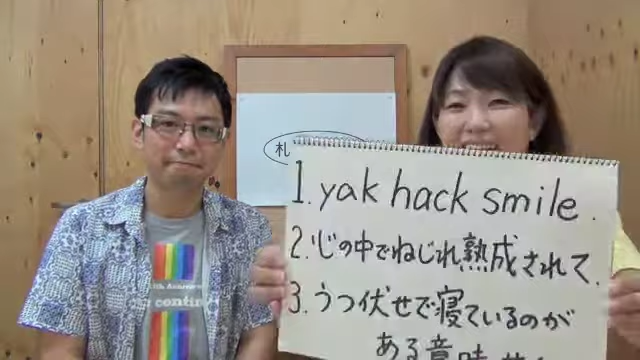 札
1. yak hack smile.
2. 心の中でねじれ熟成されて.
3. うつ伏せで寝ているのが
ある意味